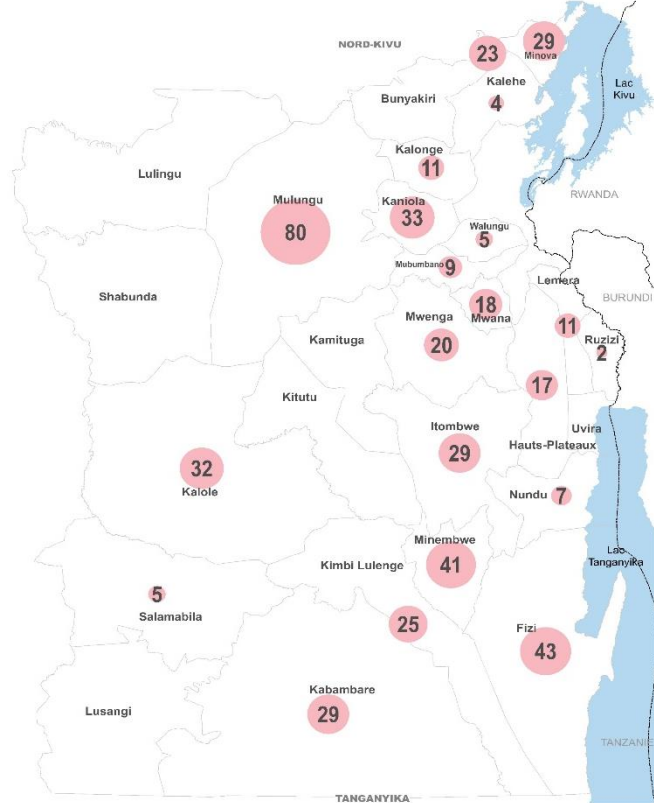 29
Minova
NORD-KIVU
23
Kalehe
4
Lac
Kivu
Bunyakiri
Kalonge
11
Lulingu
RWANDA
Mulungu
80
Kaniola
33
Walungu
5
Mubumbano
9
Lemera
Shabunda
BURUNDI
18
Mwana
Mwenga
20
11
Ruzizi
2
Kamituga
17
Kitutu
Itombwe
29
Uvira
Hauts-Plateaux
32
Kalole
Nundu
7
Minembwe
41
Kimbi Lulenge
Lac
Tanganyika
5
Salamabila
25
Fizi
43
Kabambare
29
Lusangi
TANZANIE
TANGANYIKA